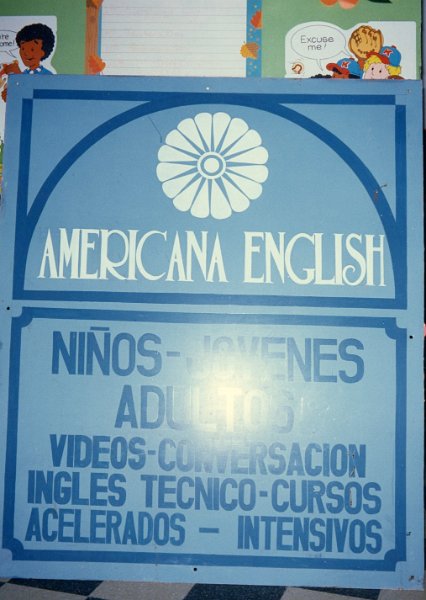 Excuse me!
AMERICANA ENGLISH
NIÑOS-JOVENES
ADULTOS
VIDEOS-CONVERSACION
INGLES TECNICO-CURSOS
ACELERADOS – INTENSIVOS